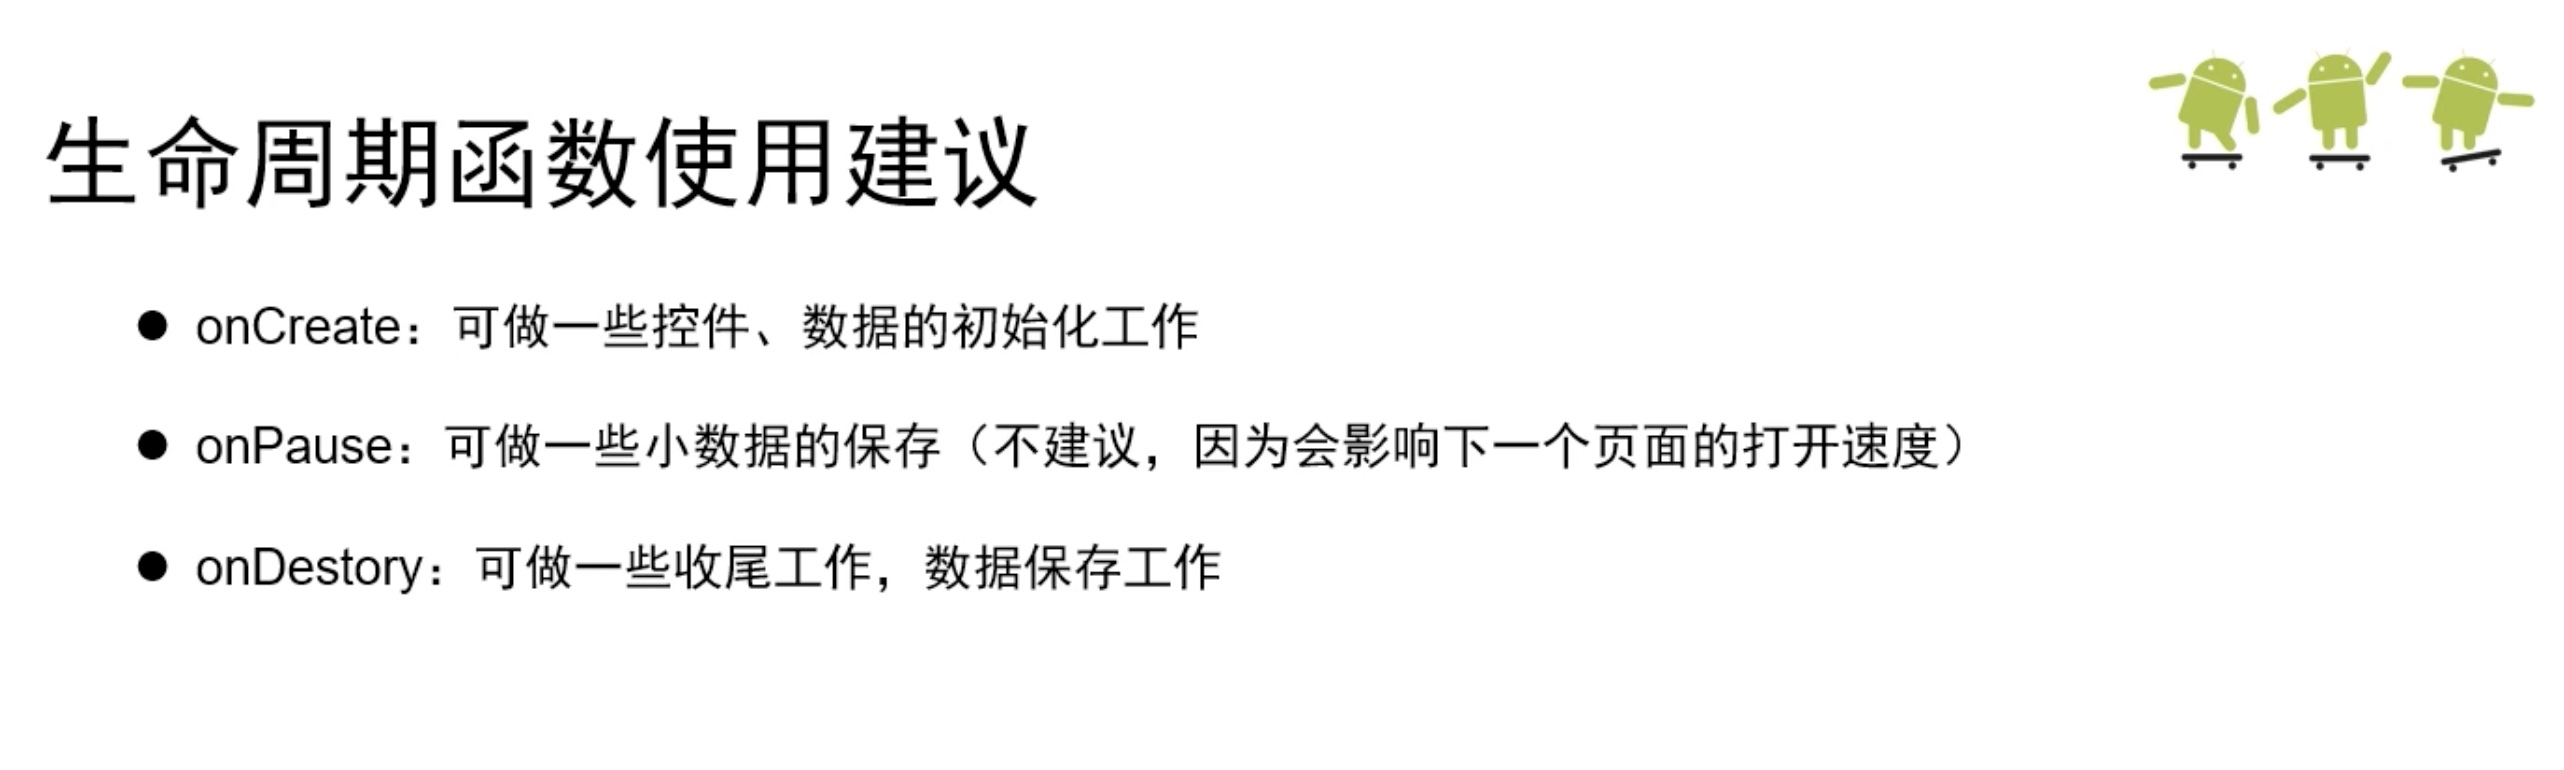 生命周期函数使用建议
● onCreate：可做一些控件、数据的初始化工作
● onPause：可做一些小数据的保存（不建议，因为会影响下一个页面的打开速度）
● onDestory：可做一些收尾工作，数据保存工作